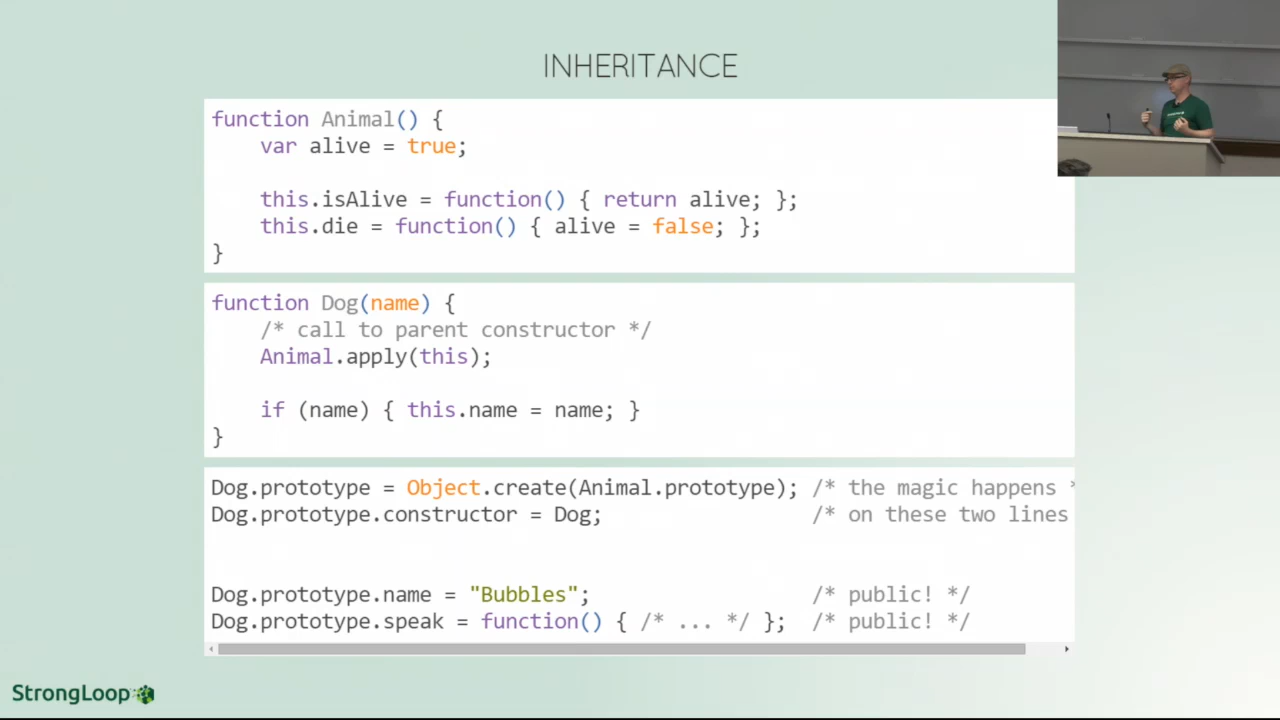 INHERITANCE
function Animal() {
    var alive = true;

    this.isAlive = function() { return alive; };
    this.die = function() { alive = false; };
}
function Dog(name) {
    /* call to parent constructor */
    Animal.apply(this);

    if (name) { this.name = name; }
}
Dog.prototype = Object.create(Animal.prototype); /* the magic happens *
Dog.prototype.constructor = Dog;                 /* on these two lines

Dog.prototype.name = "Bubbles";                  /* public! */
Dog.prototype.speak = function() { /* ... */ };  /* public! */
StrongLoop